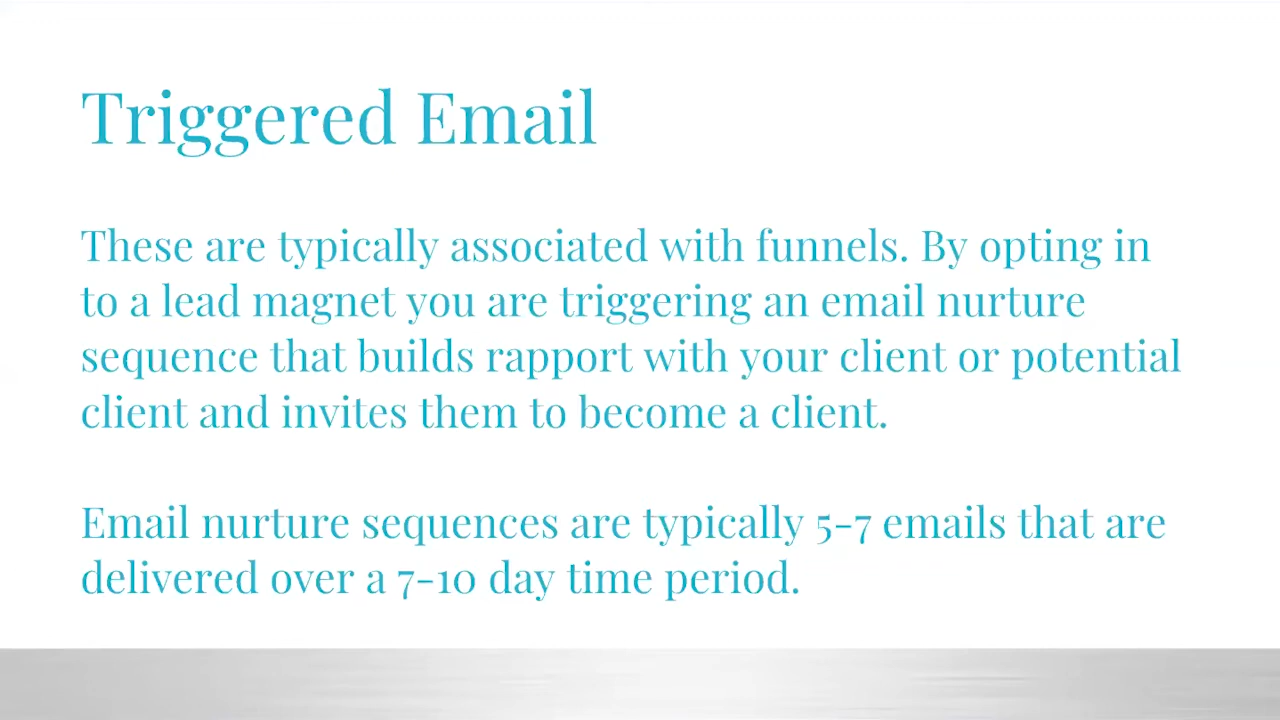 Triggered Email
These are typically associated with funnels. By opting in
to a lead magnet you are triggering an email nurture
sequence that builds rapport with your client or potential
client and invites them to become a client.
Email nurture sequences are typically 5-7 emails that are
delivered over a 7-10 day time period.